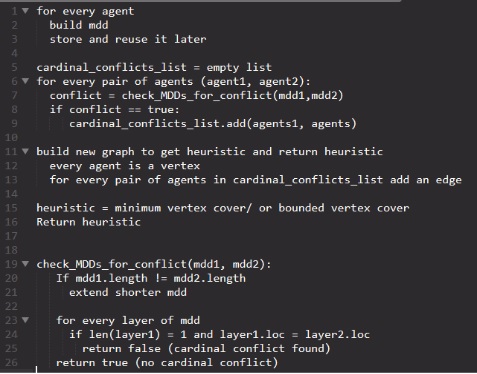 1 for every agent
2 build mdd
3 store and reuse it later
4
5 cardinal_conflicts_list = empty list
6 for every pair of agents (agent1, agent2):
7 conflict = check_MDDs_for_conflict(mdd1,mdd2)
8 if conflict == true:
9 cardinal_conflicts_list.add(agents1, agents)
10
11 build new graph to get heuristic and return heuristic
12 every agent is a vertex
13 for every pair of agents in cardinal_conflicts_list add an edge
14
15 heuristic = minimum vertex cover/ or bounded vertex cover
16 Return heuristic
17
18
19 check_MDDs_for_conflict(mdd1, mdd2):
20 If mdd1.length != mdd2.length
21 extend shorter mdd
22
23 for every layer of mdd
24 if len(layer1) = 1 and layer1.loc = layer2.loc
25 return false (cardinal conflict found)
26 return true (no cardinal conflict)